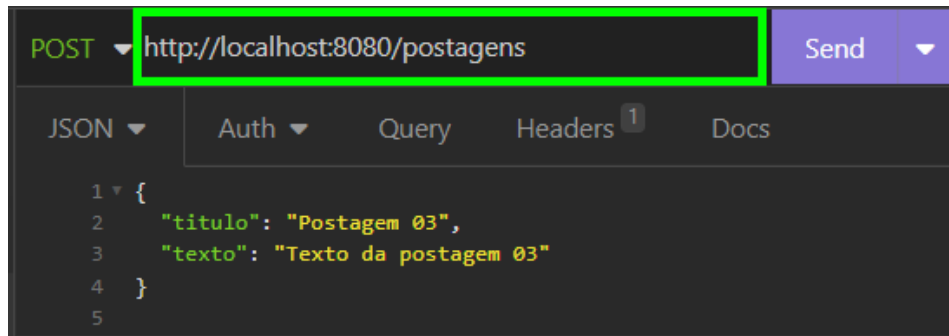 POST http://localhost:8080/postagens Send
JSON Auth Query Headers 1 Docs
1 {
2 "titulo": "Postagem 03",
3 "texto": "Texto da postagem 03"
4 }
5